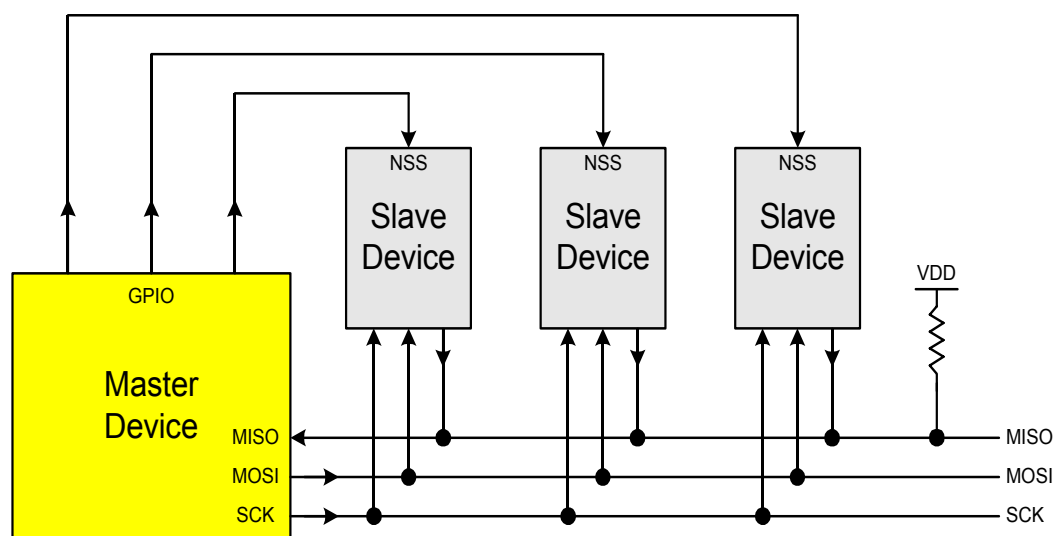 NSS
Slave
Device
NSS
Slave
Device
NSS
Slave
Device
VDD
GPIO
Master
Device
MISO
MOSI
SCK
MISO
MOSI
SCK